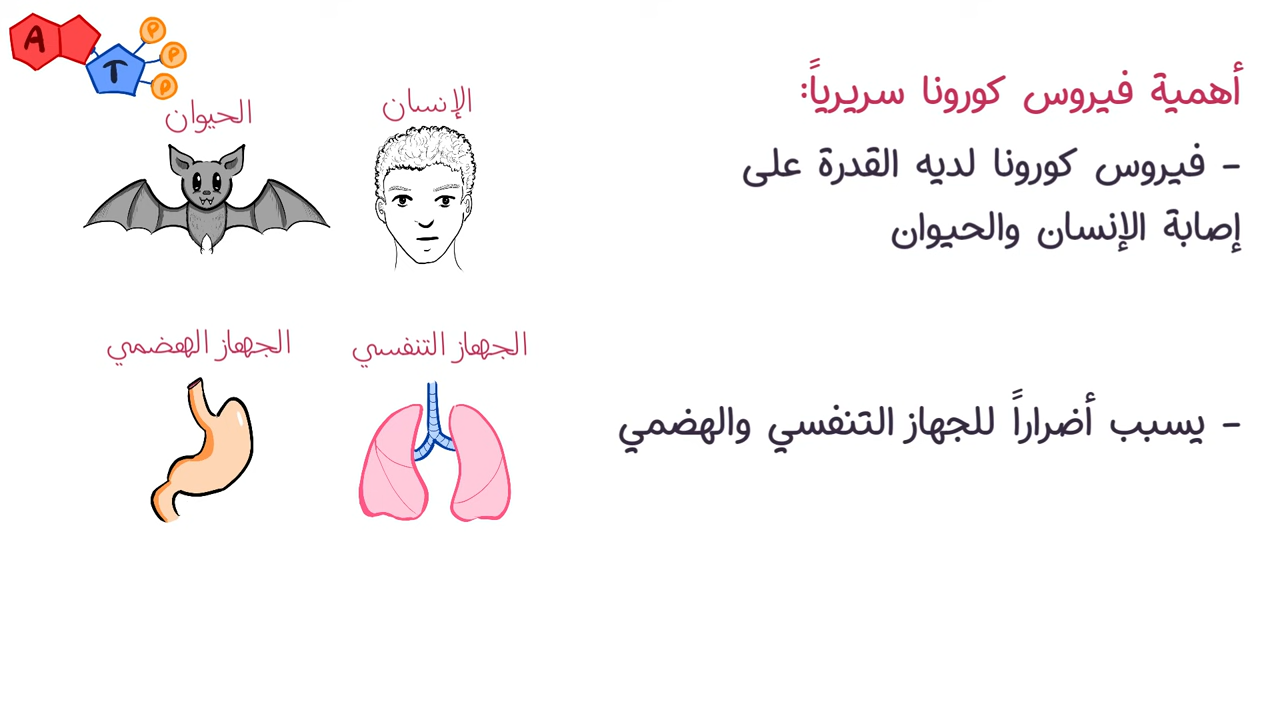 A
T
P
P
P
أهمية فيروس كورونا سريرياً:
- فيروس كورونا لديه القدرة على
إصابة الإنسان والحيوان
الإنسان
الحيوان
- يسبب أضراراً للجهاز التنفسي والهضمي
الجهاز التنفسي
الجهاز الهضمي